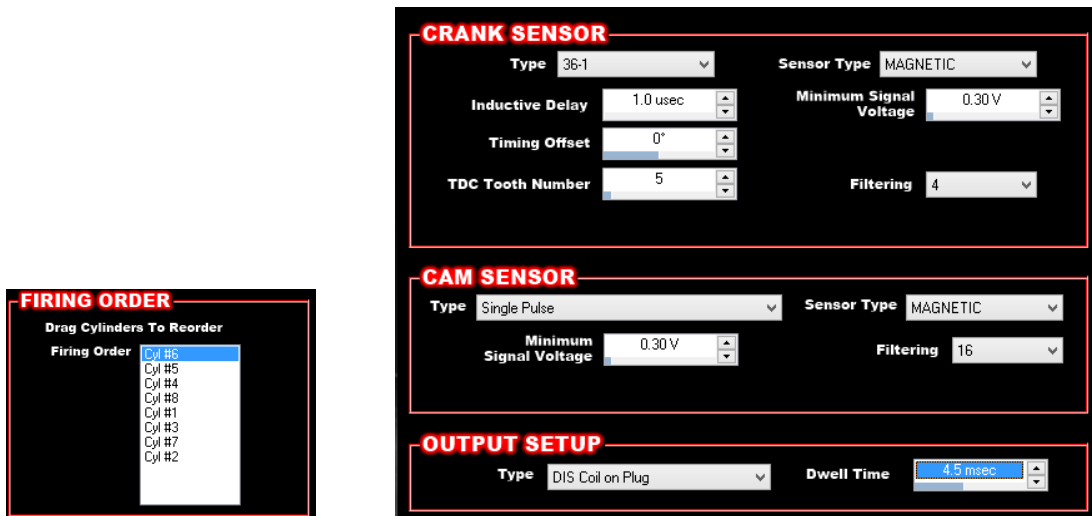 FIRING ORDER
Drag Cylinders To Reorder
Firing Order
Cyl #6
Cyl #5
Cyl #4
Cyl #8
Cyl #1
Cyl #3
Cyl #7
Cyl #2
CRANK SENSOR
Type 36-1 Sensor Type MAGNETIC
Inductive Delay 1.0 usec Minimum Signal Voltage 0.30 V
Timing Offset 0°
TDC Tooth Number 5 Filtering 4
CAM SENSOR
Type Single Pulse Sensor Type MAGNETIC
Minimum Signal Voltage 0.30 V Filtering 16
OUTPUT SETUP
Type DIS Coil on Plug Dwell Time 4.5 msec